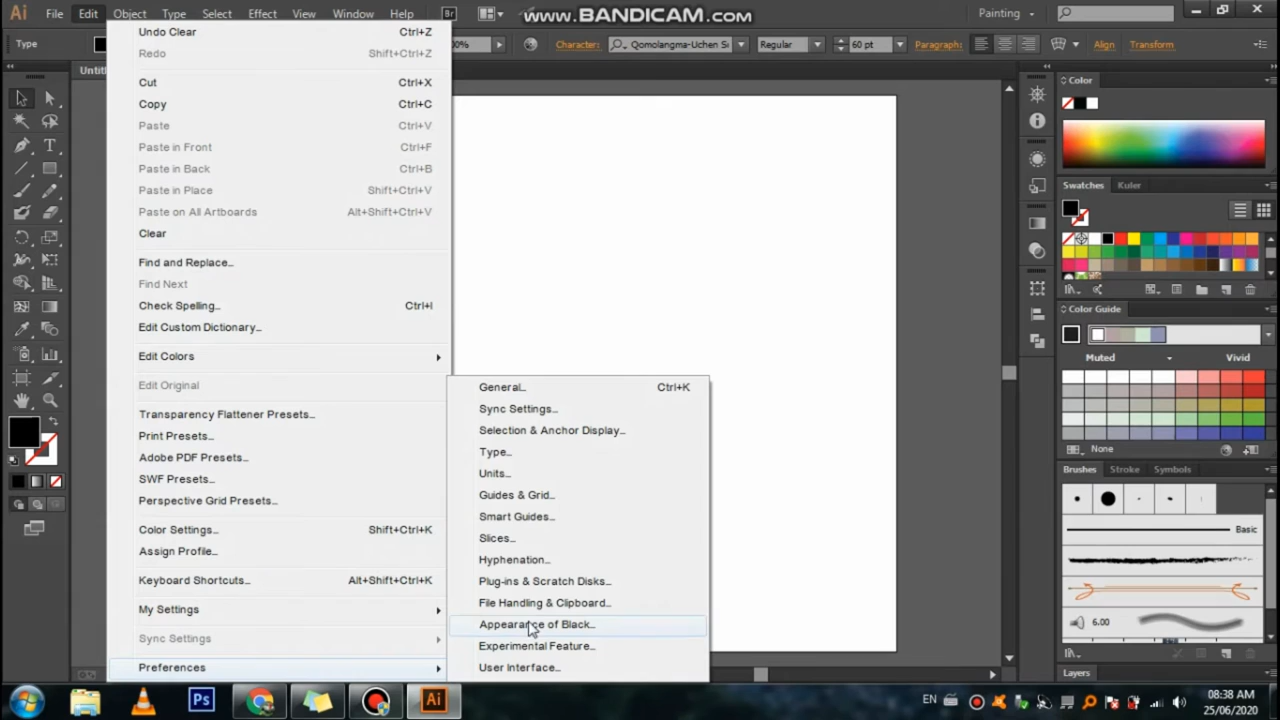 www.BANDICAM.com
Ai File Edit Object Type Select Effect View Window Help Br Painting
Type 00% Character: Qomolangma-Uchen S Regular 60 pt Paragraph: Align Transform
Untitl
Undo Clear Ctrl+Z
Redo Shift+Ctrl+Z
Cut Ctrl+X
Copy Ctrl+C
Paste Ctrl+V
Paste in Front Ctrl+F
Paste in Back Ctrl+B
Paste in Place Shift+Ctrl+V
Paste on All Artboards Alt+Shift+Ctrl+V
Clear
Find and Replace...
Find Next
Check Spelling... Ctrl+I
Edit Custom Dictionary...
Edit Colors
Edit Original
Transparency Flattener Presets...
Print Presets...
Adobe PDF Presets...
SWF Presets...
Perspective Grid Presets...
Color Settings... Shift+Ctrl+K
Assign Profile...
Keyboard Shortcuts... Alt+Shift+Ctrl+K
My Settings
Sync Settings
Preferences
General... Ctrl+K
Sync Settings...
Selection & Anchor Display...
Type...
Units...
Guides & Grid...
Smart Guides...
Slices...
Hyphenation...
Plug-ins & Scratch Disks...
File Handling & Clipboard...
Appearance of Black...
Experimental Feature...
User Interface...
Color
Swatches Kuler
Color Guide
Muted Vivid
None
Brushes Stroke Symbols
Basic
6.00
Layers
Ps Ai EN 08:38 AM
25/06/2020